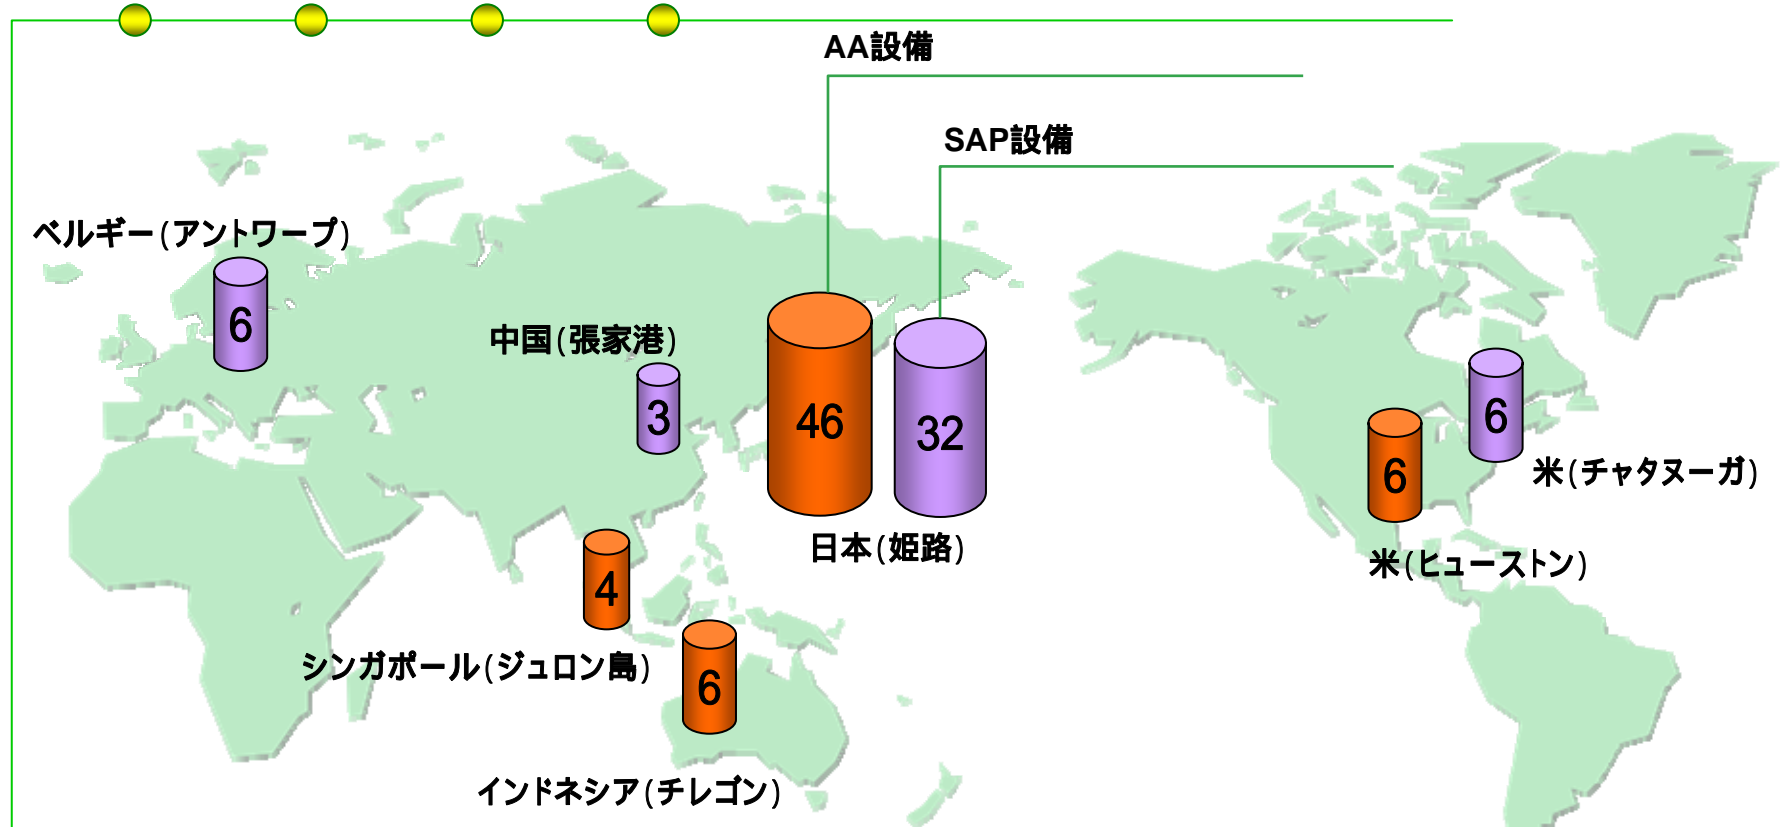 AA設備
SAP設備
ベルギー(アントワープ)
6
中国(張家港)
3
46
32
日本(姫路)
6
米(チャタヌーガ)
6
米(ヒューストン)
4
シンガポール(ジュロン島)
6
インドネシア(チレゴン)